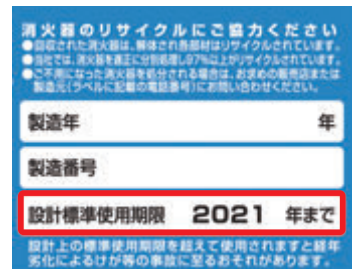 消火器のリサイクルにご協力ください
●回収された消火器は、解体され各部材はリサイクルされています。
●当社では、消火器を適正に分別処理し97%以上がリサイクルされています。
●ご不用になった消火器を処分される場合は、お求めの販売店または
製造元(ラベルに記載の電話番号)にお問い合わせください。
製造年 年
製造番号
設計標準使用期限 2021 年まで
設計上の標準使用期限を超えて使用されますと経年
劣化によるけが等の事故に至るおそれがあります。